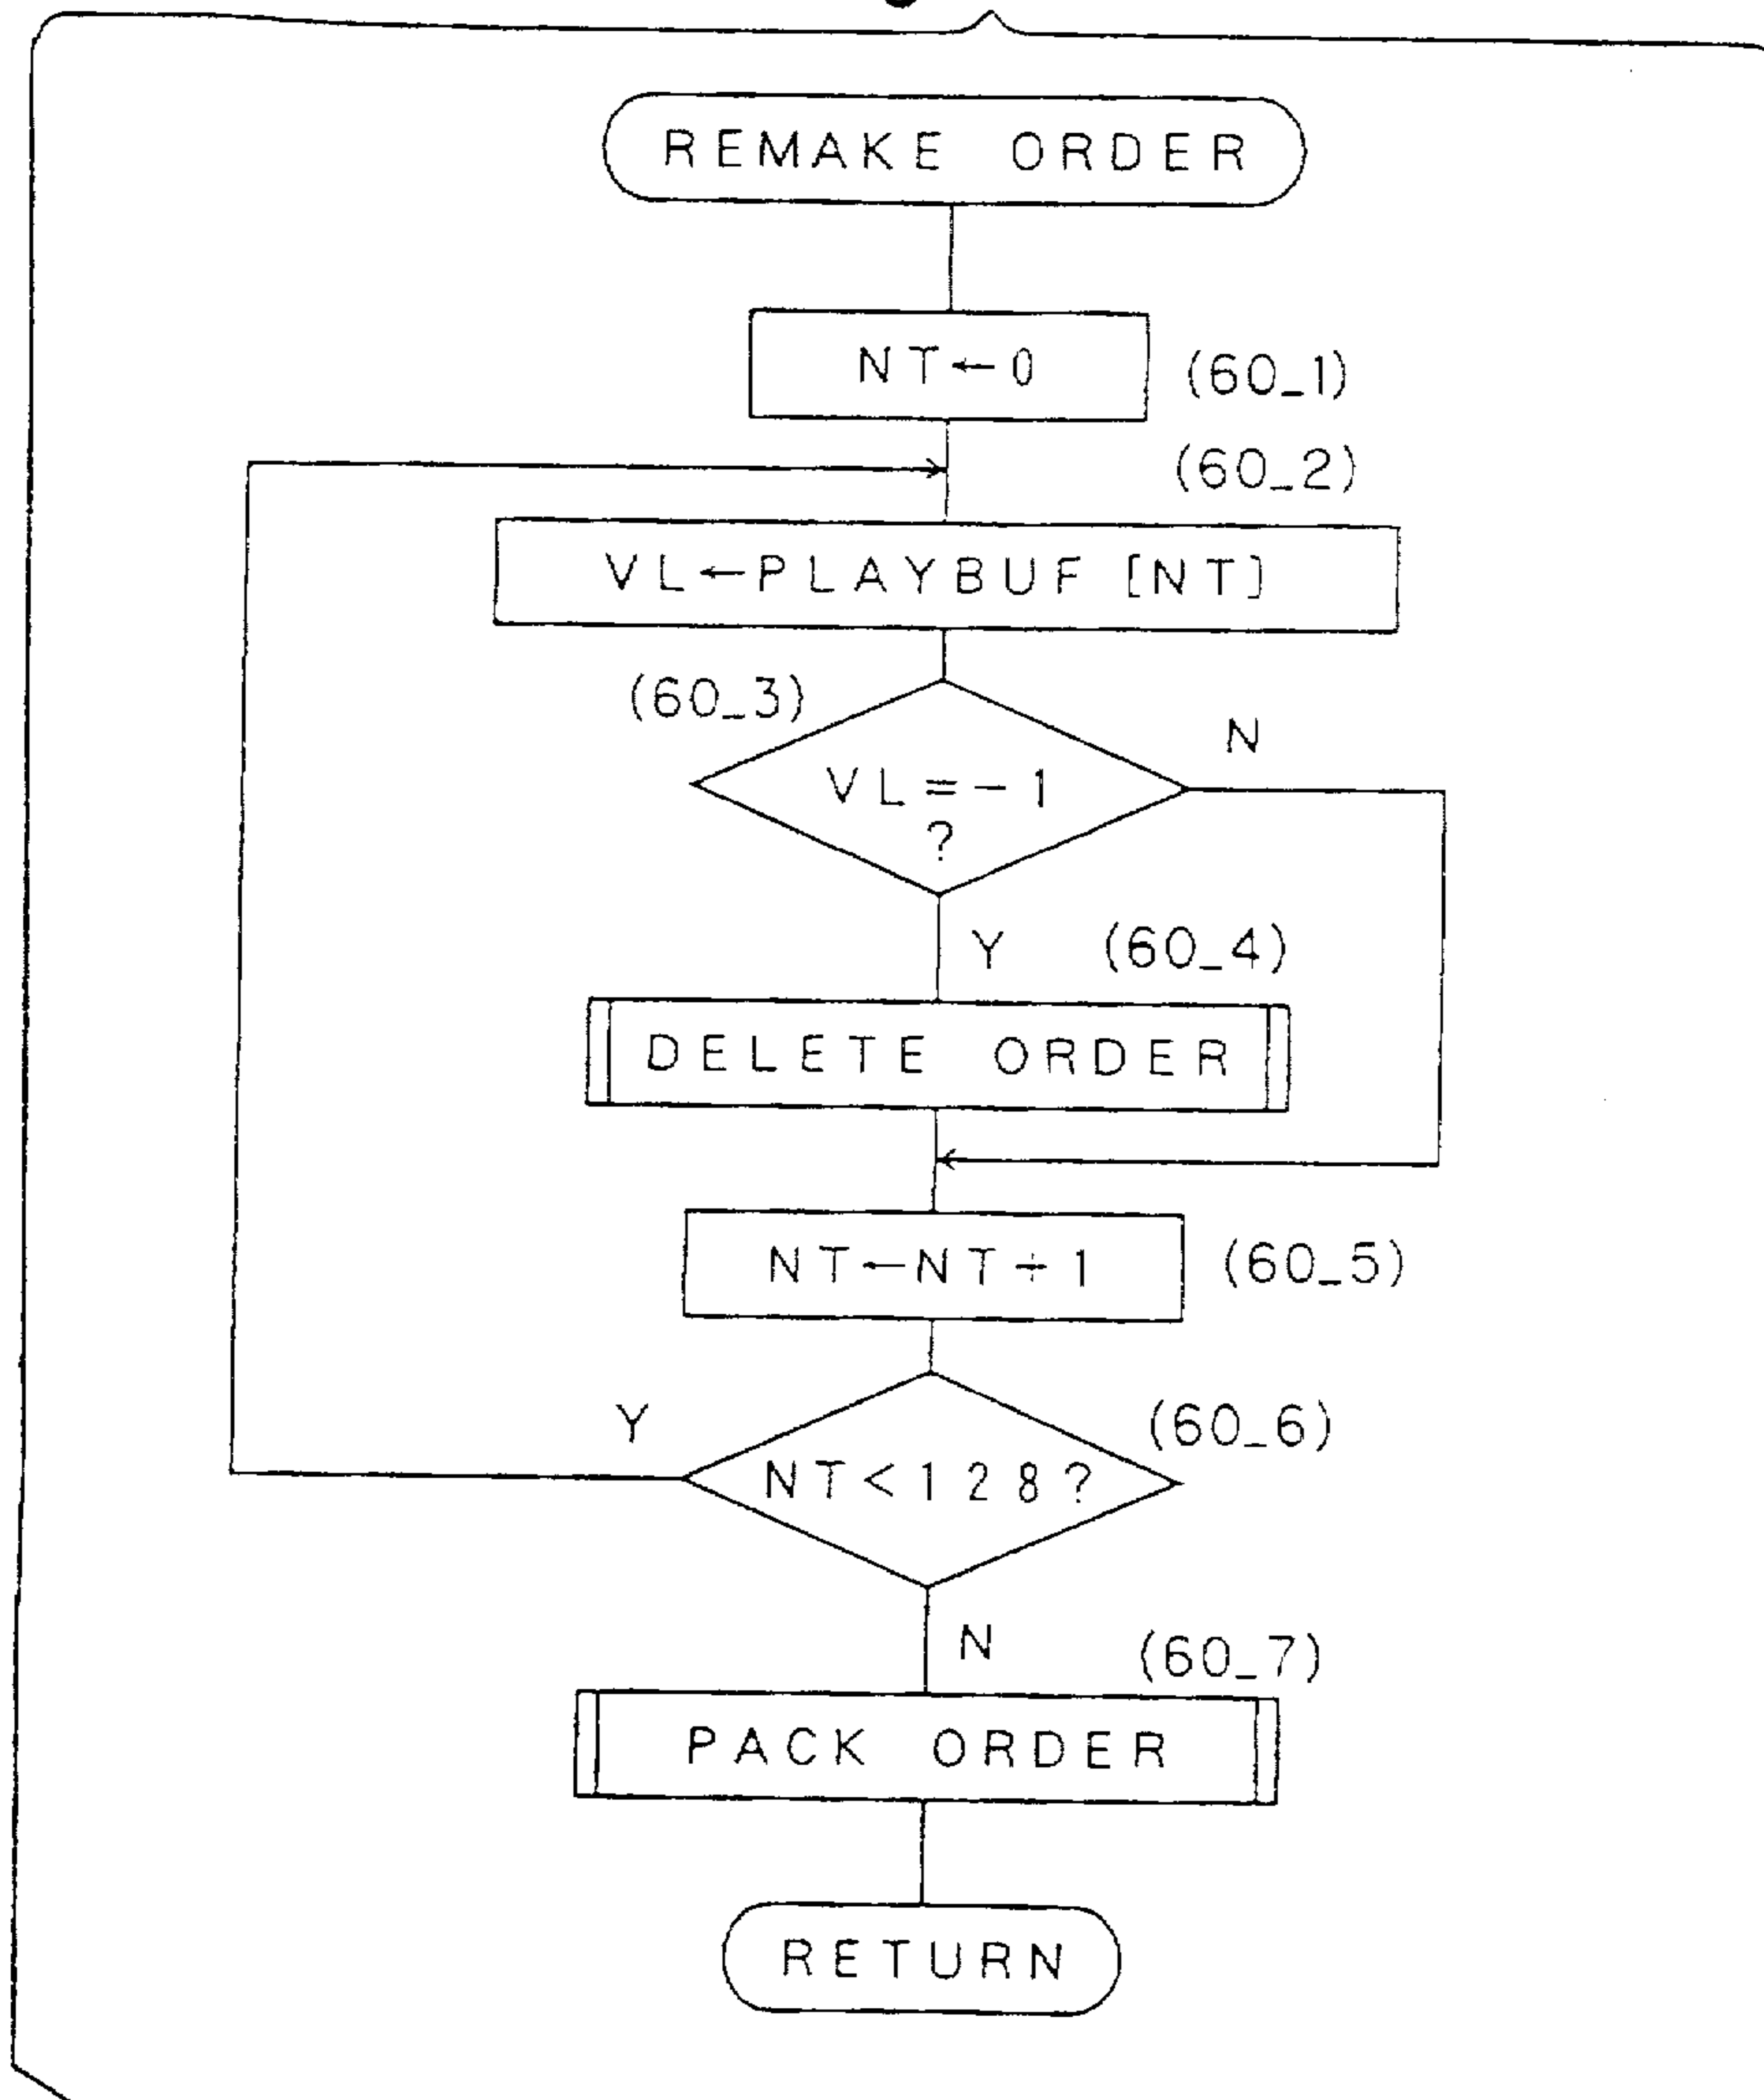 REMAKE ORDER
NT←0 (60_1)
(60_2)
VL←PLAYBUF [NT]
(60_3)
N
VL=-1
?
Y (60_4)
DELETE ORDER
NT←NT+1 (60_5)
Y (60_6)
NT<128?
N (60_7)
PACK ORDER
RETURN